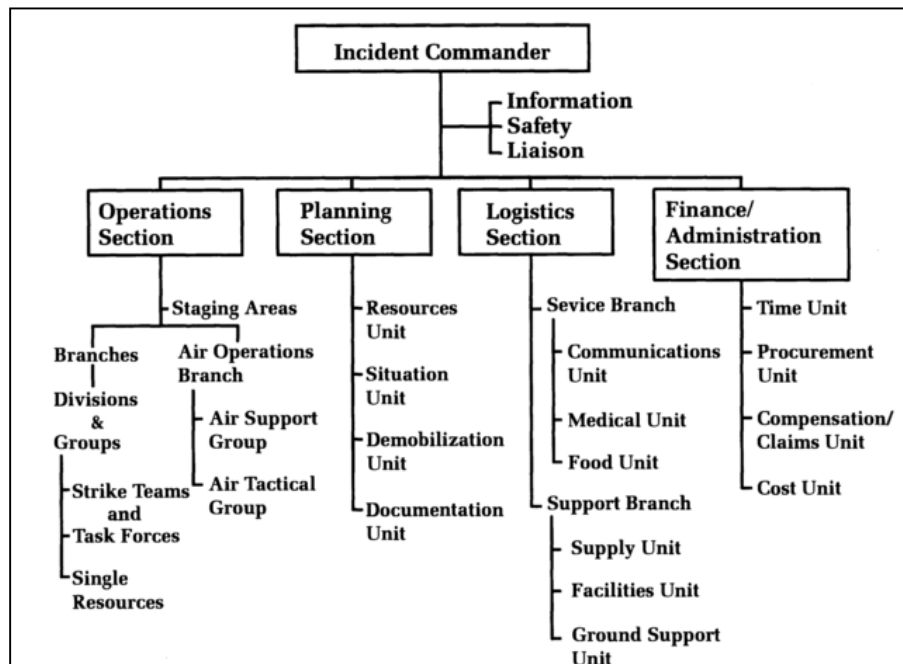 Incident Commander
Information
Safety
Liaison
Operations
Section
Planning
Section
Logistics
Section
Finance/
Administration
Section
Staging Areas
Branches
Air Operations
Branch
Divisions
&
Groups
Air Support
Group
Air Tactical
Group
Strike Teams
and
Task Forces
Single
Resources
Resources
Unit
Situation
Unit
Demobilization
Unit
Documentation
Unit
Sevice Branch
Communications
Unit
Medical Unit
Food Unit
Support Branch
Supply Unit
Facilities Unit
Ground Support
Unit
Time Unit
Procurement
Unit
Compensation/
Claims Unit
Cost Unit